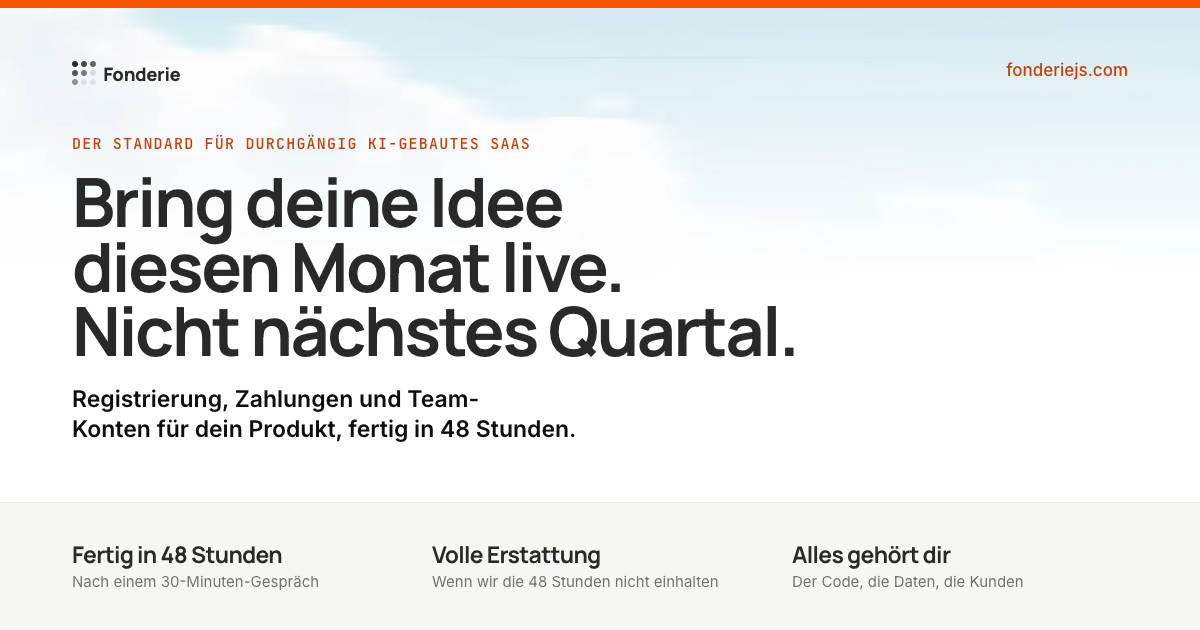 Fonderie
fonderiejs.com
DER STANDARD FÜR DURCHGÄNGIG KI-GEBAUTES SAAS
Bring deine Idee
diesen Monat live.
Nicht nächstes Quartal.
Registrierung, Zahlungen und Team-
Konten für dein Produkt, fertig in 48 Stunden.
Fertig in 48 Stunden
Nach einem 30-Minuten-Gespräch
Volle Erstattung
Wenn wir die 48 Stunden nicht einhalten
Alles gehört dir
Der Code, die Daten, die Kunden